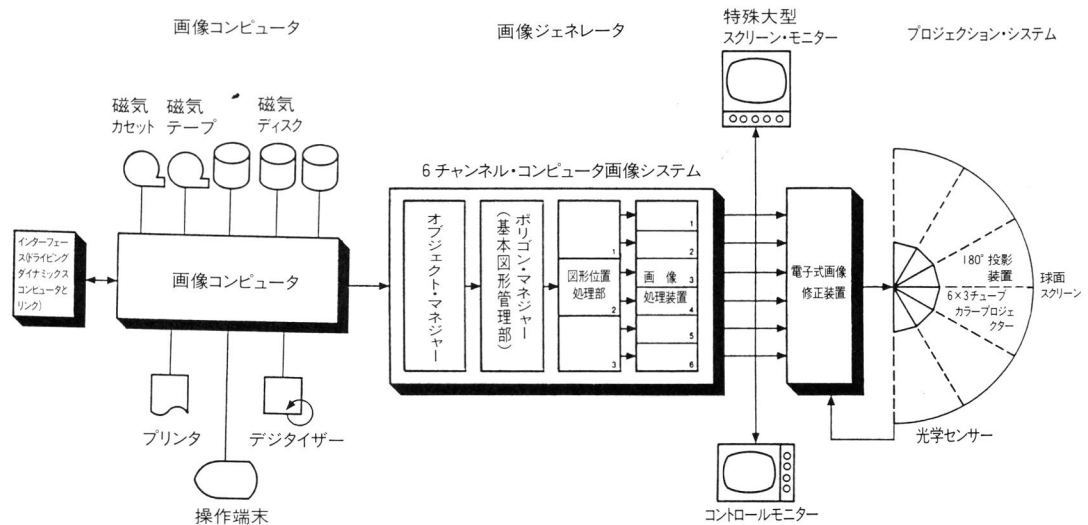 画像コンピュータ
画像ジェネレータ
特殊大型
スクリーン・モニター
プロジェクション・システム
磁気
カセット
磁気
テープ
磁気
ディスク
6チャンネル・コンピュータ画像システム
インターフェー
ス(ドライビング
ダイナミックス
コンピュータと
リンク)
画像コンピュータ
オブジェクト・マネジャー
ポリゴン・マネジャー
(基本図形管理部)
1
図形位置
処理部
2
3
1
2
画像
3
処理装置
4
5
6
電子式画像
修正装置
180°投影
装置
6×3チューブ
カラープロジェ
クター
球面
スクリーン
プリンタ
デジタイザー
操作端末
コントロールモニター
光学センサー